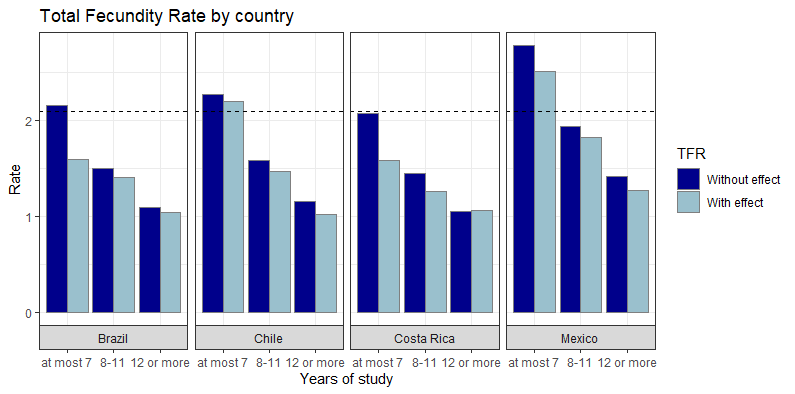 Total Fecundity Rate by country
Rate
2
1
0
Brazil
Chile
Costa Rica
Mexico
at most 7 8-11 12 or more
at most 7 8-11 12 or more
at most 7 8-11 12 or more
at most 7 8-11 12 or more
Years of study
TFR
Without effect
With effect